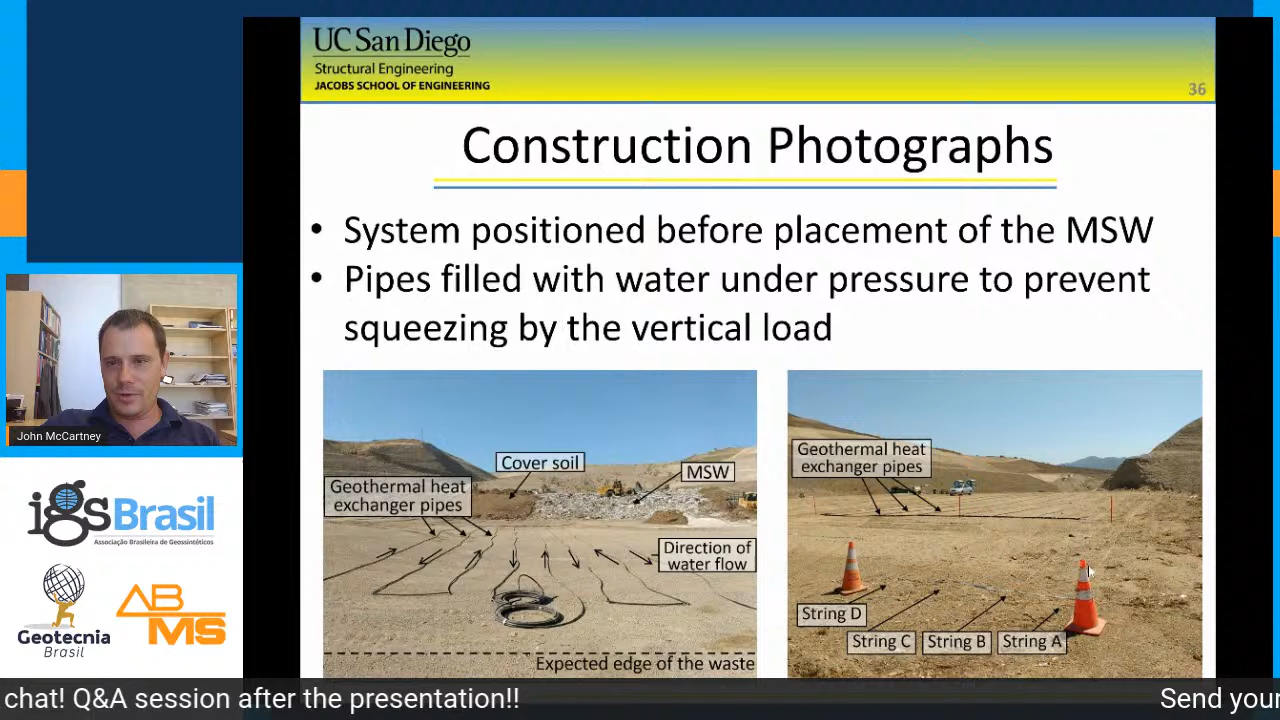 UC San Diego
Structural Engineering
JACOBS SCHOOL OF ENGINEERING
36
Construction Photographs
• System positioned before placement of the MSW
• Pipes filled with water under pressure to prevent
squeezing by the vertical load
Cover soil
MSW
Geothermal heat
exchanger pipes
Direction of
water flow
Expected edge of the waste
Geothermal heat
exchanger pipes
String D
String C
String B
String A
John McCartney
igsBrasil
Associação Brasileira de Geossintéticos
Geotecnia
Brasil
ABMS
chat! Q&A session after the presentation!!
Send your